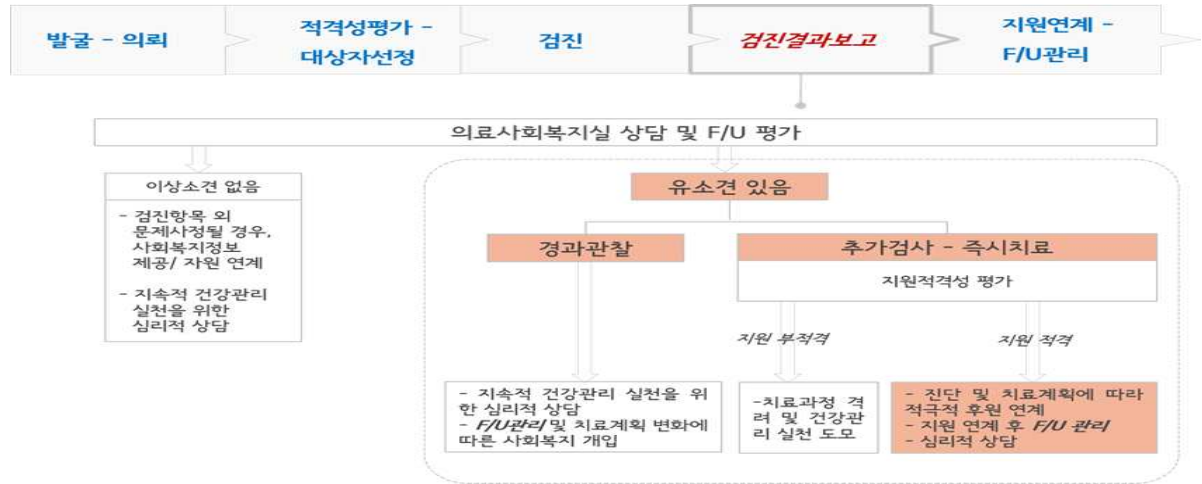 발굴 - 의뢰
적격성평가 -
대상자선정
검진
검진결과보고
지원연계 -
F/U관리
의료사회복지실 상담 및 F/U 평가
이상소견 없음
- 검진항목 외
문제사정될 경우,
사회복지정보
제공/ 자원 연계
- 지속적 건강관리
실천을 위한
심리적 상담
유소견 있음
경과관찰
추가검사 - 즉시치료
지원적격성 평가
지원 부적격
지원 적격
- 지속적 건강관리 실천을 위
한 심리적 상담
- F/U관리 및 치료계획 변화에
따른 사회복지 개입
-치료과정 격
려 및 건강관
리 실천 도모
- 진단 및 치료계획에 따라
적극적 후원 연계
- 지원 연계 후 F/U 관리
- 심리적 상담